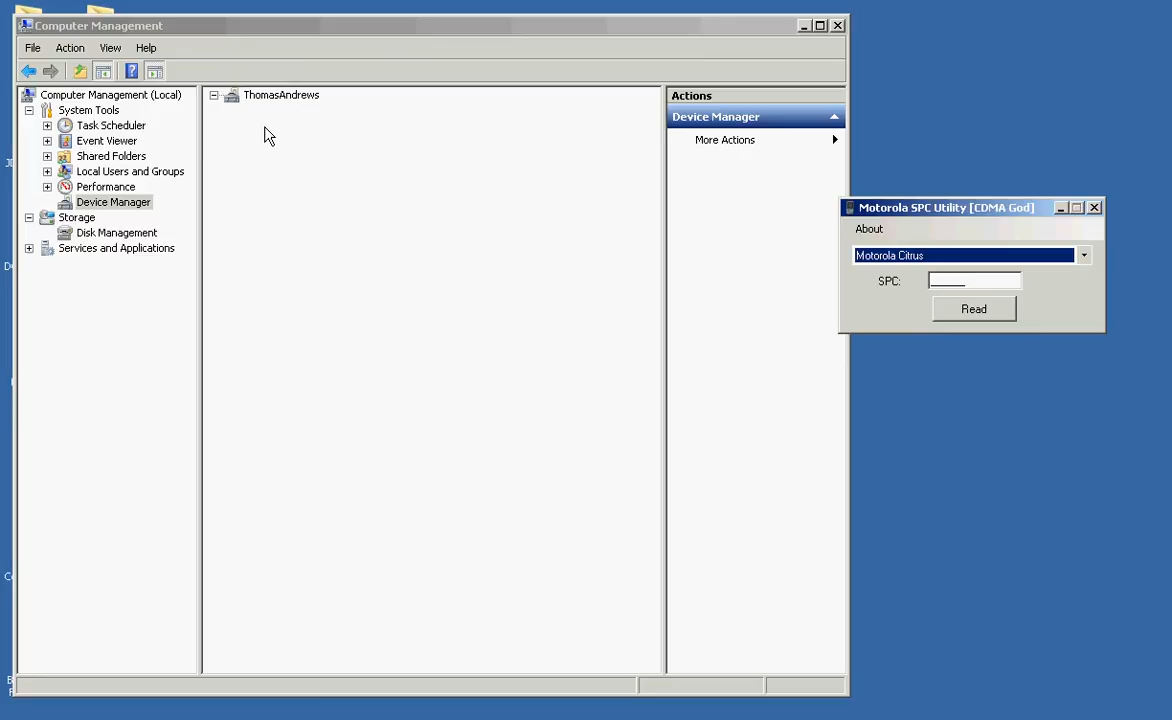 Computer Management
File Action View Help
Computer Management (Local)
System Tools
Task Scheduler
Event Viewer
Shared Folders
Local Users and Groups
Performance
Device Manager
Storage
Disk Management
Services and Applications
ThomasAndrews
Actions
Device Manager
More Actions
Motorola SPC Utility [CDMA God]
About
Motorola Citrus
SPC: ______
Read